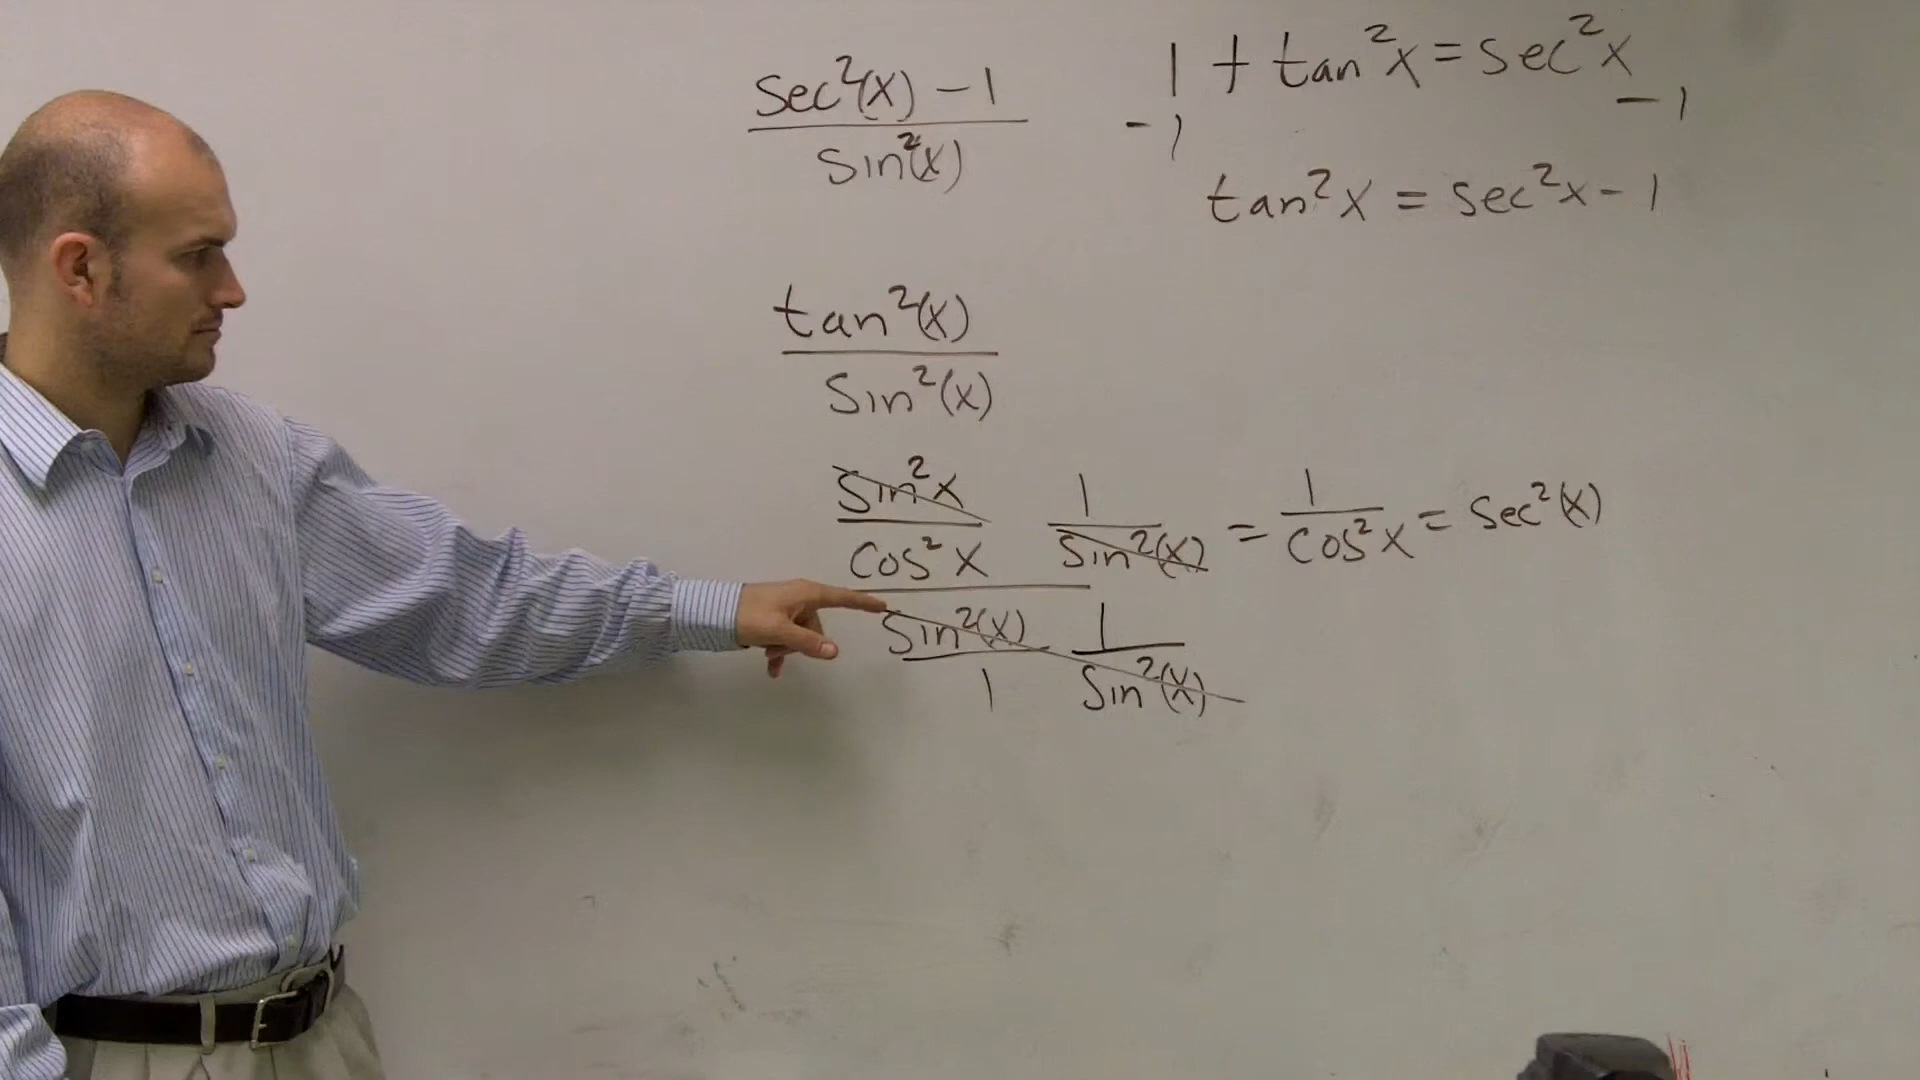 sec²(x) - 1
sin²(x)
1 + tan²x = sec²x
-1 -1
tan²x = sec²x - 1
tan²(x)
sin²(x)
sin²x 1 1
cos²x sin²(x) = cos²x = sec²(x)
sin²(x) 1
1 sin²(x)